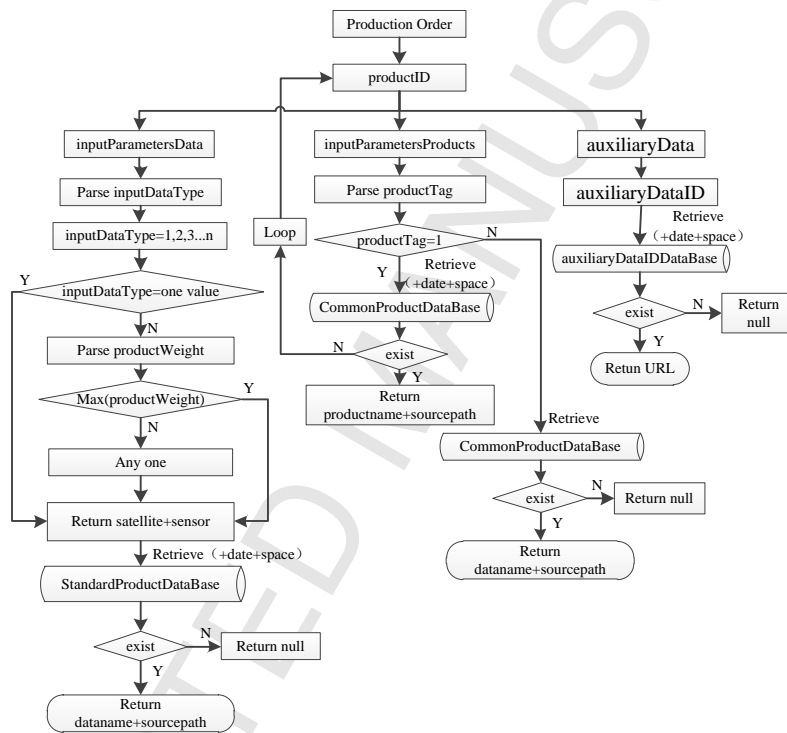 Production Order
productID
inputParametersData
inputParametersProducts
auxiliaryData
Parse inputDataType
Parse productTag
auxiliaryDataID
inputDataType=1,2,3...n
Loop
productTag=1
N
Retrieve
(+date+space)
auxiliaryDataIDDataBase
Y
inputDataType=one value
Y
Retrieve
(+date+space)
CommonProductDataBase
exist
N
Return
null
N
Parse productWeight
N
exist
Y
Y
Retun URL
Max(productWeight)
Y
Return
productname+sourcepath
N
Retrieve
CommonProductDataBase
Any one
exist
N
Return null
Return satellite+sensor
Y
Retrieve (+date+space)
Return
dataname+sourcepath
StandardProductDataBase
exist
N
Return null
Y
Return
dataname+sourcepath
TED MANUS